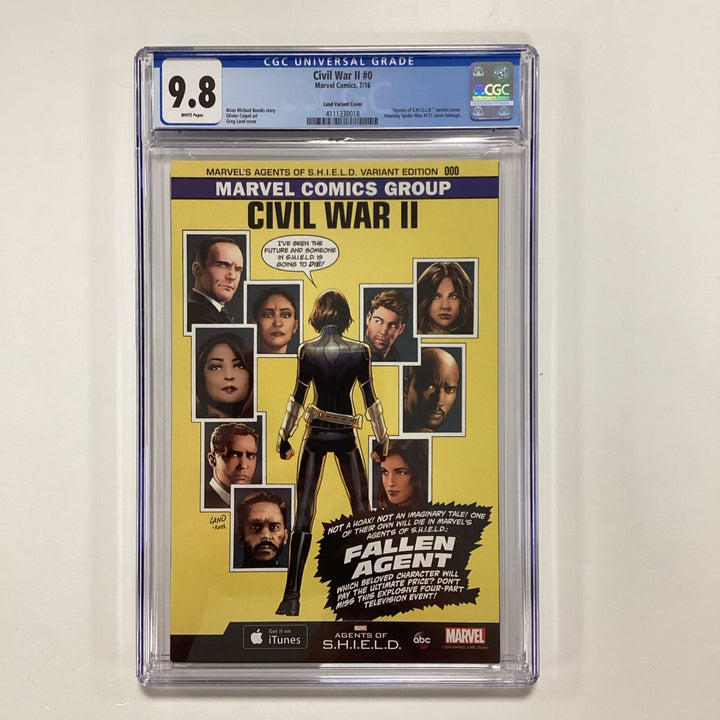 CGC UNIVERSAL GRADE
9.8
WHITE Pages
Civil War II #0
Marvel Comics, 7/16
Land Variant Cover
Brian Michael Bendis story
Olivier Coipel art
Greg Land cover
4111330018
"Agents of S.H.I.E.L.D." variant cover.
Amazing Spider-Man #121 cover homage.
CGC
MARVEL'S AGENTS OF S.H.I.E.L.D. VARIANT EDITION 000
MARVEL COMICS GROUP
CIVIL WAR II
I'VE SEEN THE
FUTURE AND SOMEONE
IN S.H.I.E.L.D. IS
GOING TO DIE!
LAND
NOT A HOAX! NOT AN IMAGINARY TALE! ONE
OF THEIR OWN WILL DIE IN MARVEL'S
AGENTS OF S.H.I.E.L.D.:
FALLEN
AGENT
WHICH BELOVED CHARACTER WILL
PAY THE ULTIMATE PRICE? DON'T
MISS THIS EXPLOSIVE FOUR-PART
TELEVISION EVENT!
Get it on
iTunes
MARVEL
AGENTS OF
S.H.I.E.L.D.
abc
MARVEL